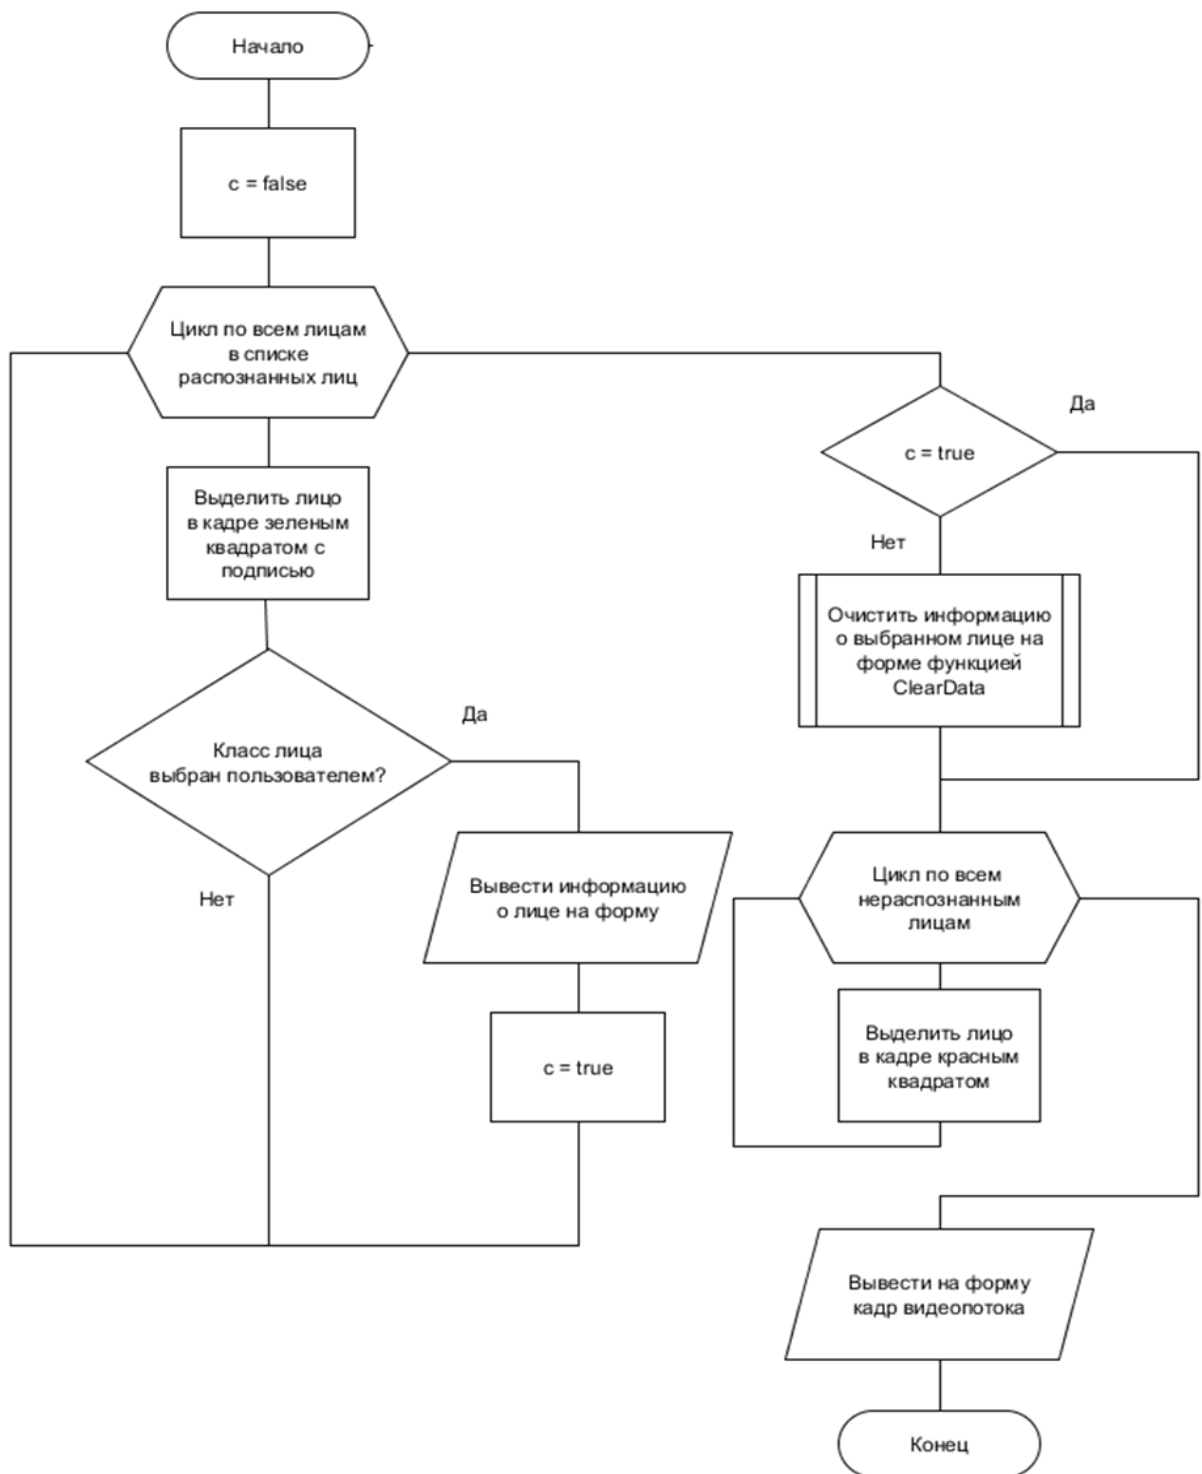 Начало
c = false
Цикл по всем лицам
в списке
распознанных лиц
Выделить лицо
в кадре зеленым
квадратом с
подписью
Класс лица
выбран пользователем?
Да
Нет
Вывести информацию
о лице на форму
c = true
c = true
Да
Нет
Очистить информацию
о выбранном лице на
форме функцией
ClearData
Цикл по всем
нераспознанным
лицам
Выделить лицо
в кадре красным
квадратом
Вывести на форму
кадр видеопотока
Конец